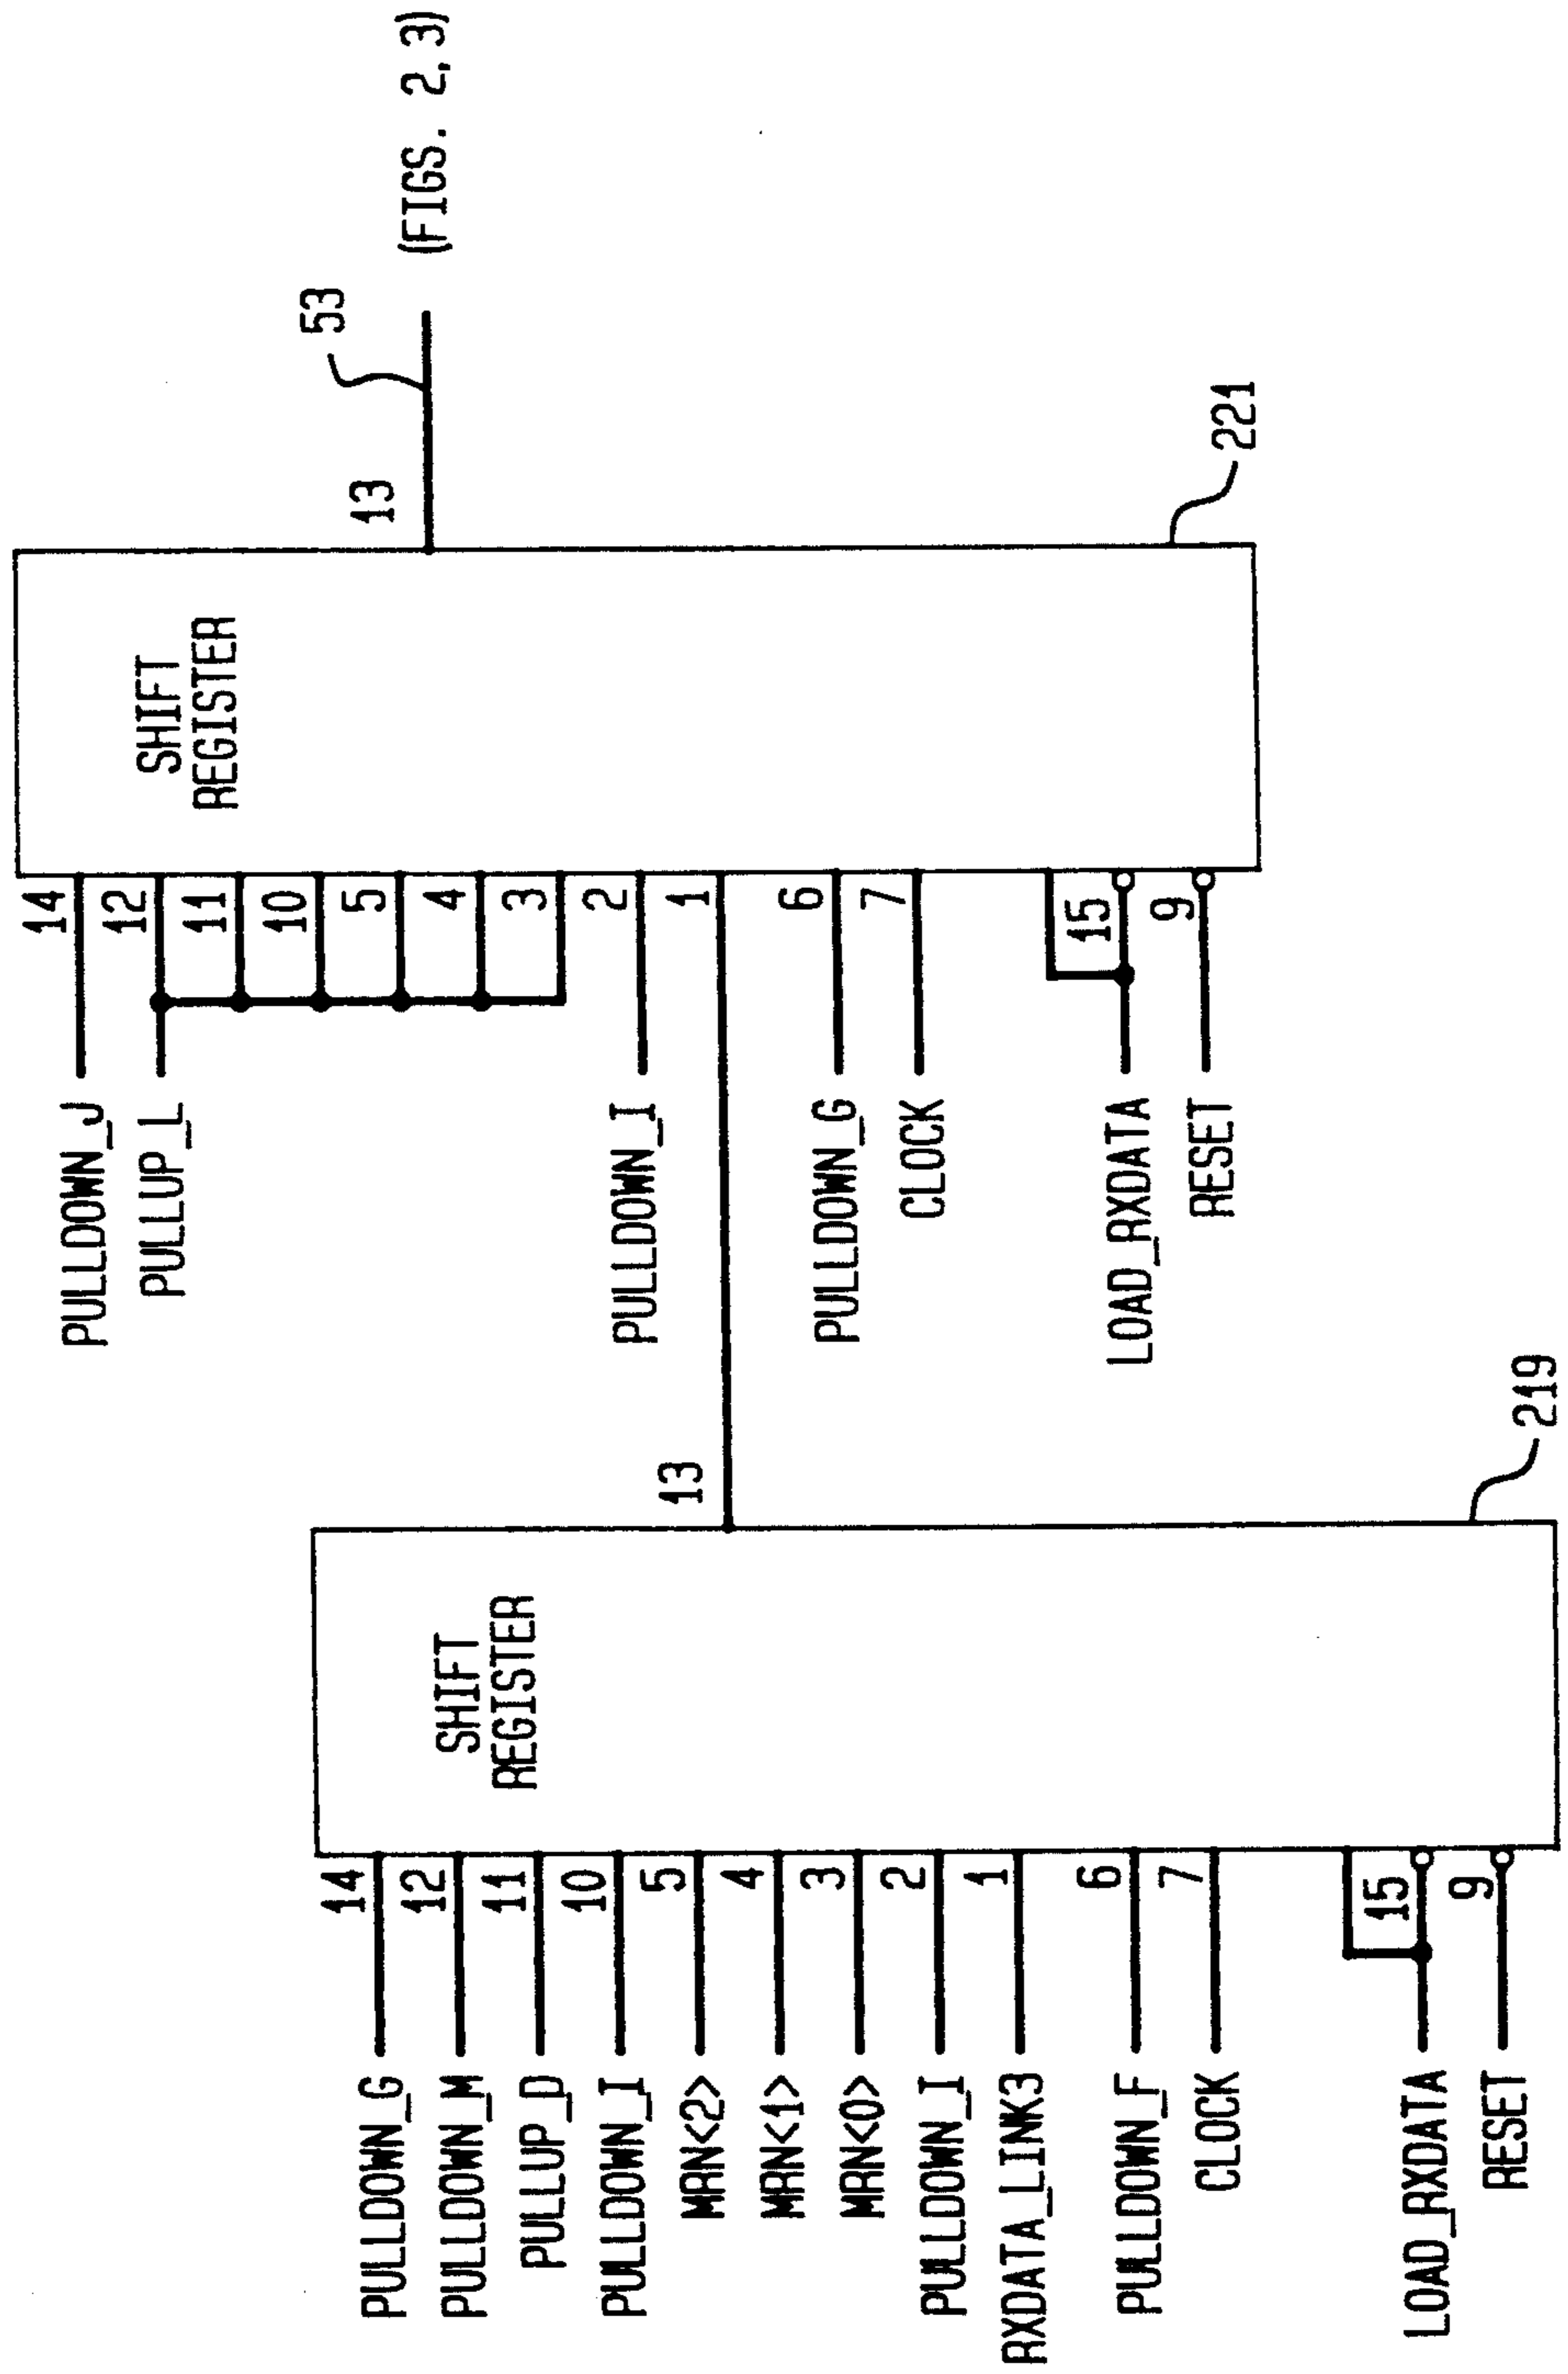 PULLDOWN_G 14
PULLDOWN_M 12
PULLUP_D 11
PULLDOWN_I 10
MRN<2> 5
MRN<1> 4
MRN<0> 3
PULLDOWN_I 2
RXDATA_LINK3 1
PULLDOWN_F 6
CLOCK 7
LOAD_RXDATA 15
RESET 9
SHIFT
REGISTER
13
219
PULLDOWN_J 14
PULLUP_L 12
11
10
5
4
3
PULLDOWN_I 2
1
PULLDOWN_G 6
CLOCK 7
LOAD_RXDATA 15
RESET 9
SHIFT
REGISTER
13
221
53
(FIGS. 2, 3)